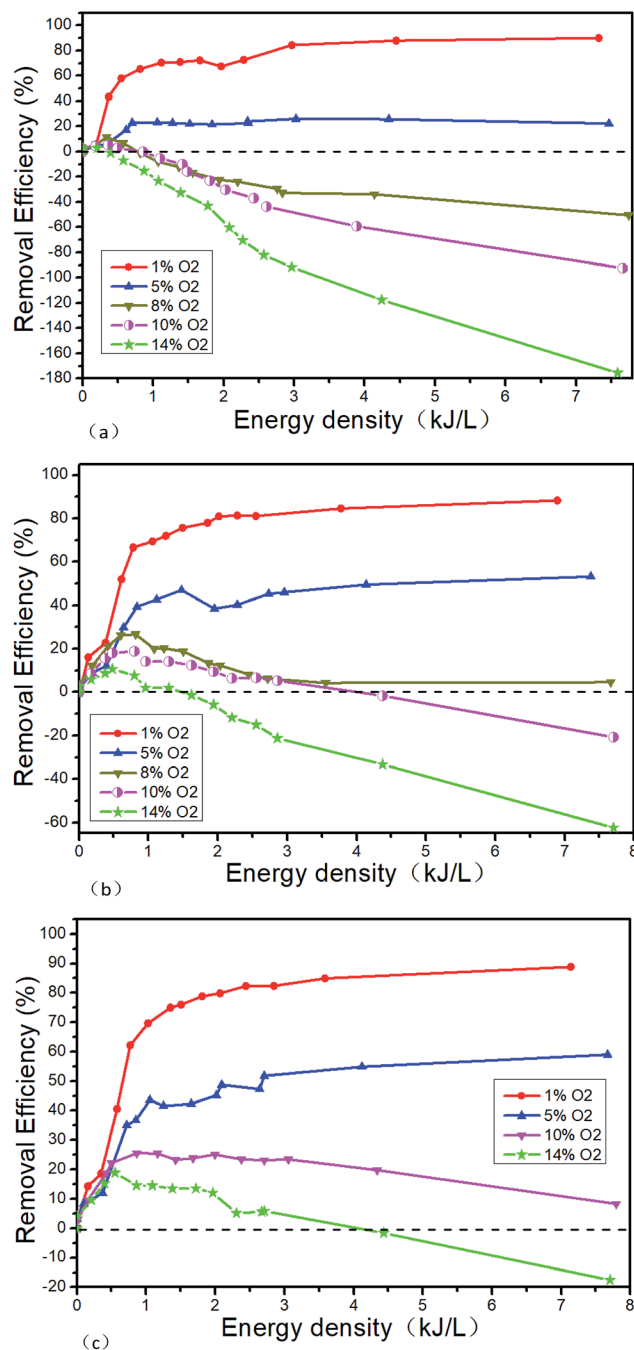 Removal Efficiency (%)
100
80
60
40
20
0
-20
-40
-60
-80
-100
-120
-140
-160
-180
1% O2
5% O2
8% O2
10% O2
14% O2
0 1 2 3 4 5 6 7
Energy density（kJ/L）
（a）
Removal Efficiency (%)
100
80
60
40
20
0
-20
-40
-60
1% O2
5% O2
8% O2
10% O2
14% O2
0 1 2 3 4 5 6 7 8
Energy density（kJ/L）
（b）
Removal Efficiency (%)
100
90
80
70
60
50
40
30
20
10
0
-10
-20
1% O2
5% O2
10% O2
14% O2
0 1 2 3 4 5 6 7 8
Energy density（kJ/L）
（c）